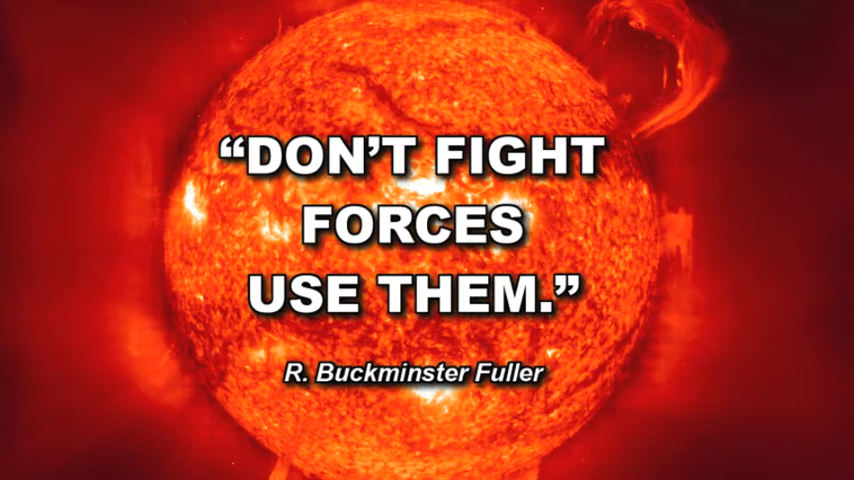 “DON’T FIGHT
FORCES
USE THEM.”
R. Buckminster Fuller